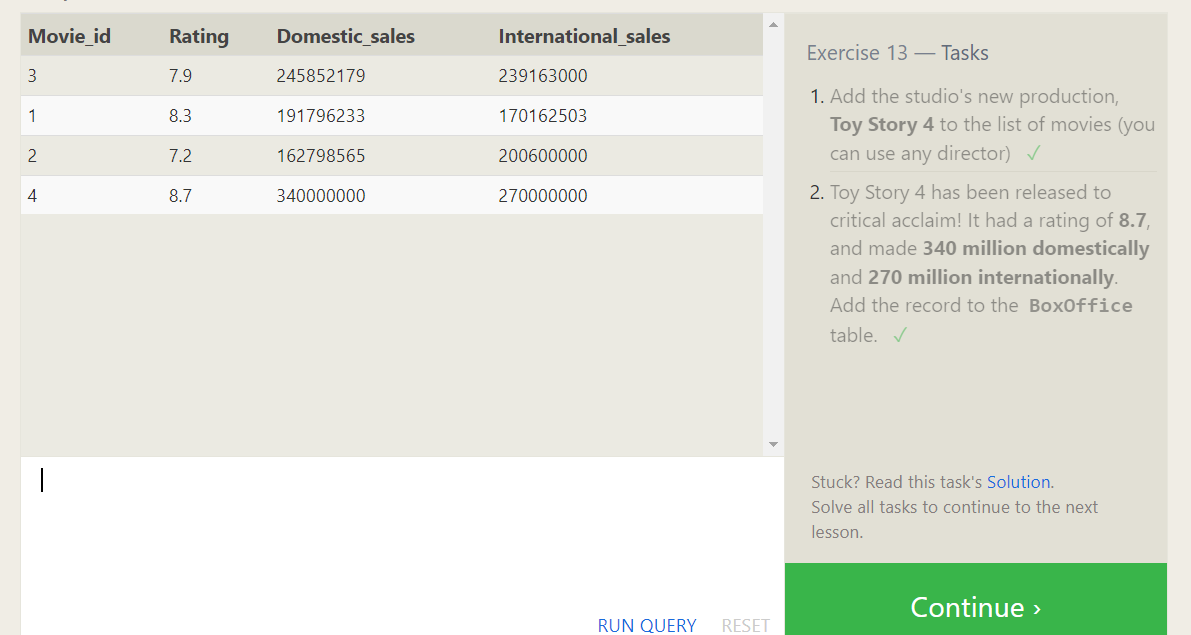 Movie_id Rating Domestic_sales International_sales
3 7.9 245852179 239163000
1 8.3 191796233 170162503
2 7.2 162798565 200600000
4 8.7 340000000 270000000
RUN QUERY RESET
Exercise 13 — Tasks
1. Add the studio's new production,
Toy Story 4 to the list of movies (you
can use any director) ✓
2. Toy Story 4 has been released to
critical acclaim! It had a rating of 8.7,
and made 340 million domestically
and 270 million internationally.
Add the record to the BoxOffice
table. ✓
Stuck? Read this task's Solution.
Solve all tasks to continue to the next
lesson.
Continue ›